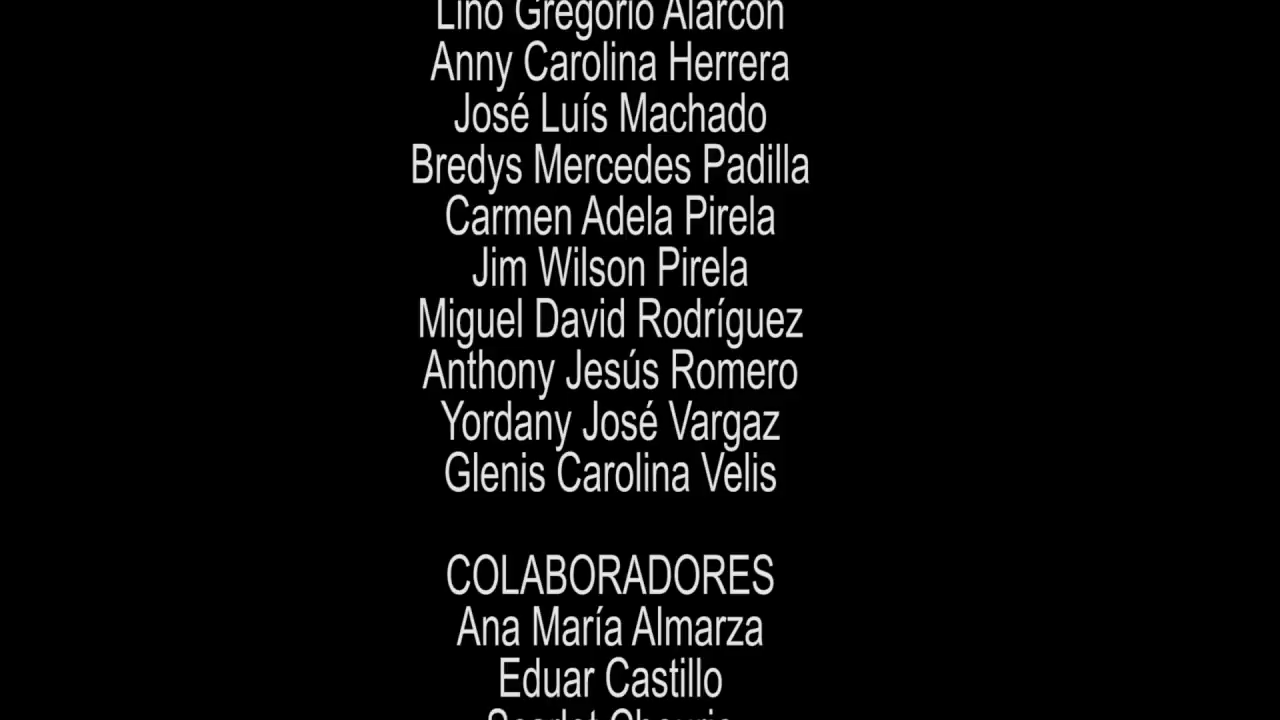 Lino Gregorio Alarcón
Anny Carolina Herrera
José Luís Machado
Bredys Mercedes Padilla
Carmen Adela Pirela
Jim Wilson Pirela
Miguel David Rodríguez
Anthony Jesús Romero
Yordany José Vargaz
Glenis Carolina Velis
COLABORADORES
Ana María Almarza
Eduar Castillo